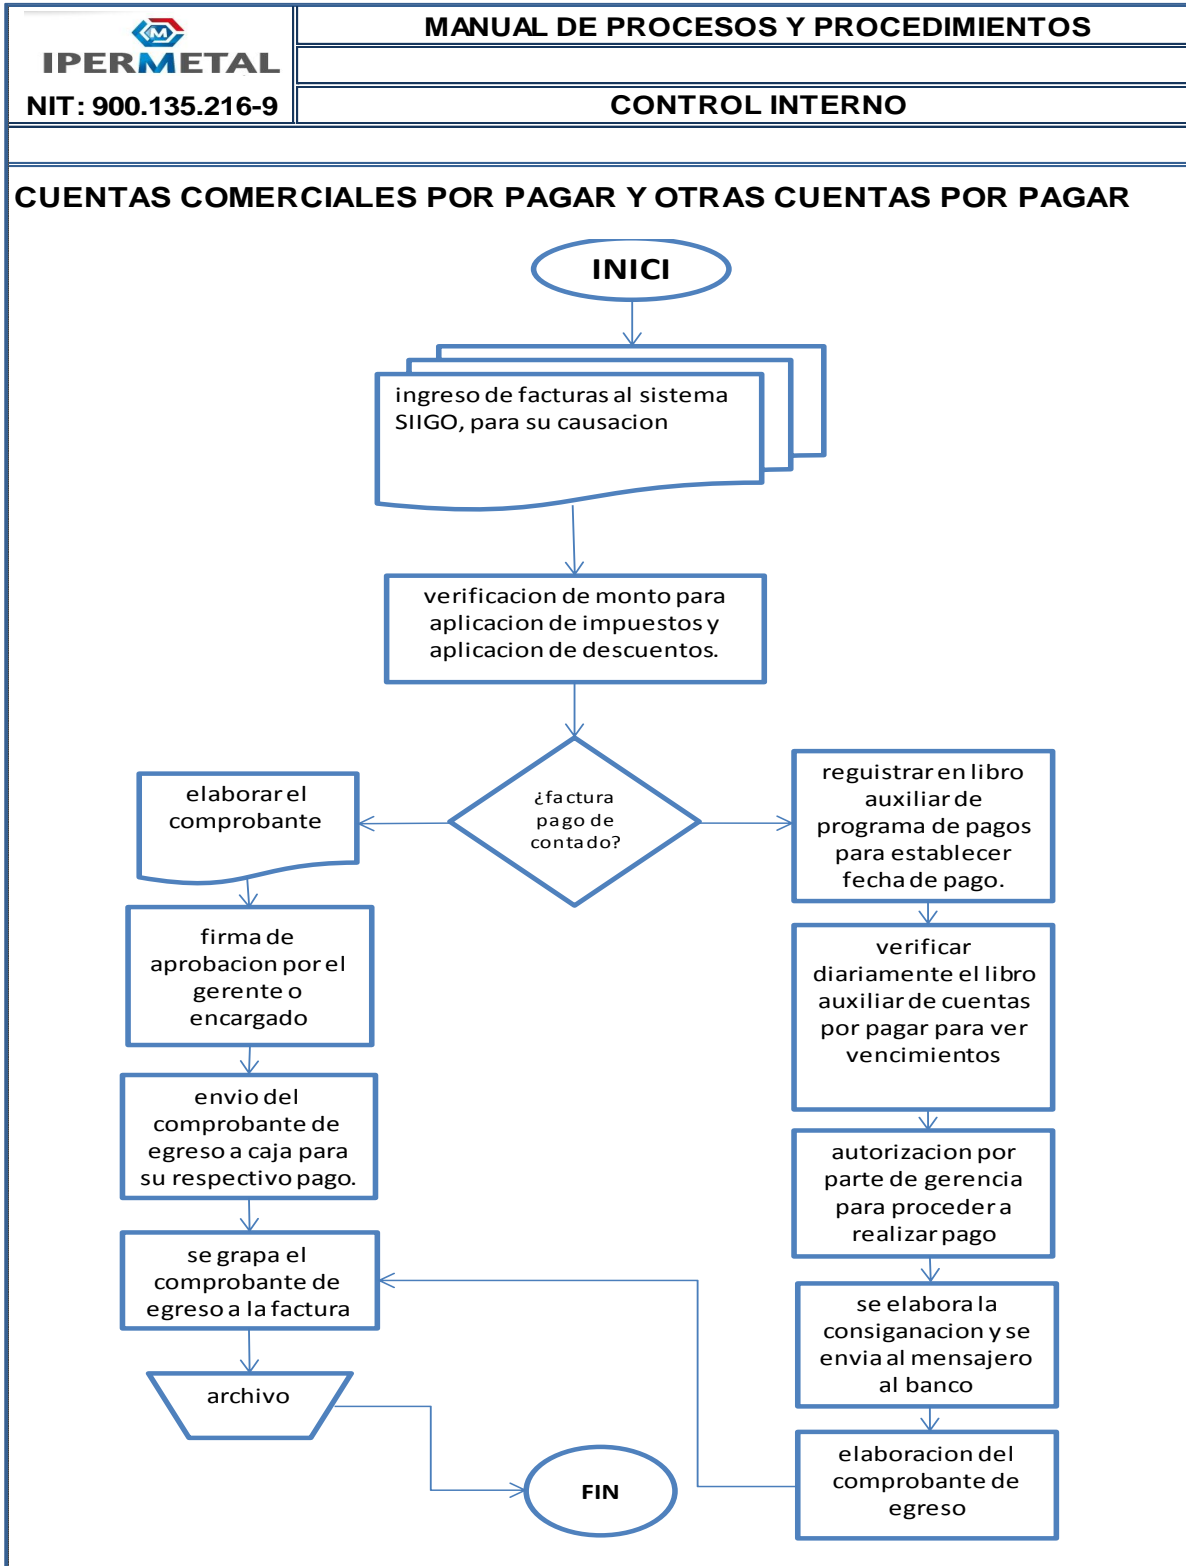 IPERMETAL
NIT: 900.135.216-9
MANUAL DE PROCESOS Y PROCEDIMIENTOS
CONTROL INTERNO
CUENTAS COMERCIALES POR PAGAR Y OTRAS CUENTAS POR PAGAR
INICI
ingreso de facturas al sistema
SIIGO, para su causacion
verificacion de monto para
aplicacion de impuestos y
aplicacion de descuentos.
¿factura
pago de
contado?
elaborar el
comprobante
firma de
aprobacion por el
gerente o
encargado
envio del
comprobante de
egreso a caja para
su respectivo pago.
se grapa el
comprobante de
egreso a la factura
archivo
reguistrar en libro
auxiliar de
programa de pagos
para establecer
fecha de pago.
verificar
diariamente el libro
auxiliar de cuentas
por pagar para ver
vencimientos
autorizacion por
parte de gerencia
para proceder a
realizar pago
se elabora la
consiganacion y se
envia al mensajero
al banco
elaboracion del
comprobante de
egreso
FIN